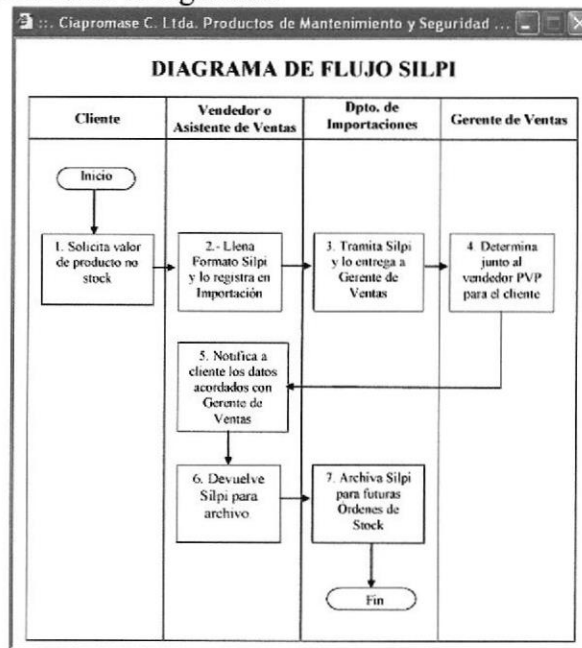 ::. Ciapromase C. Ltda. Productos de Mantenimiento y Seguridad ...
DIAGRAMA DE FLUJO SILPI
Cliente
Vendedor o
Asistente de Ventas
Dpto. de
Importaciones
Gerente de Ventas
Inicio
1. Solicita valor
de producto no
stock
2.- Llena
Formato Silpi
y lo registra en
Importación
3. Tramita Silpi
y lo entrega a
Gerente de
Ventas
4. Determina
junto al
vendedor PVP
para el cliente
5. Notifica a
cliente los datos
acordados con
Gerente de
Ventas
6. Devuelve
Silpi para
archivo
7. Archiva Silpi
para futuras
Órdenes de
Stock
Fin